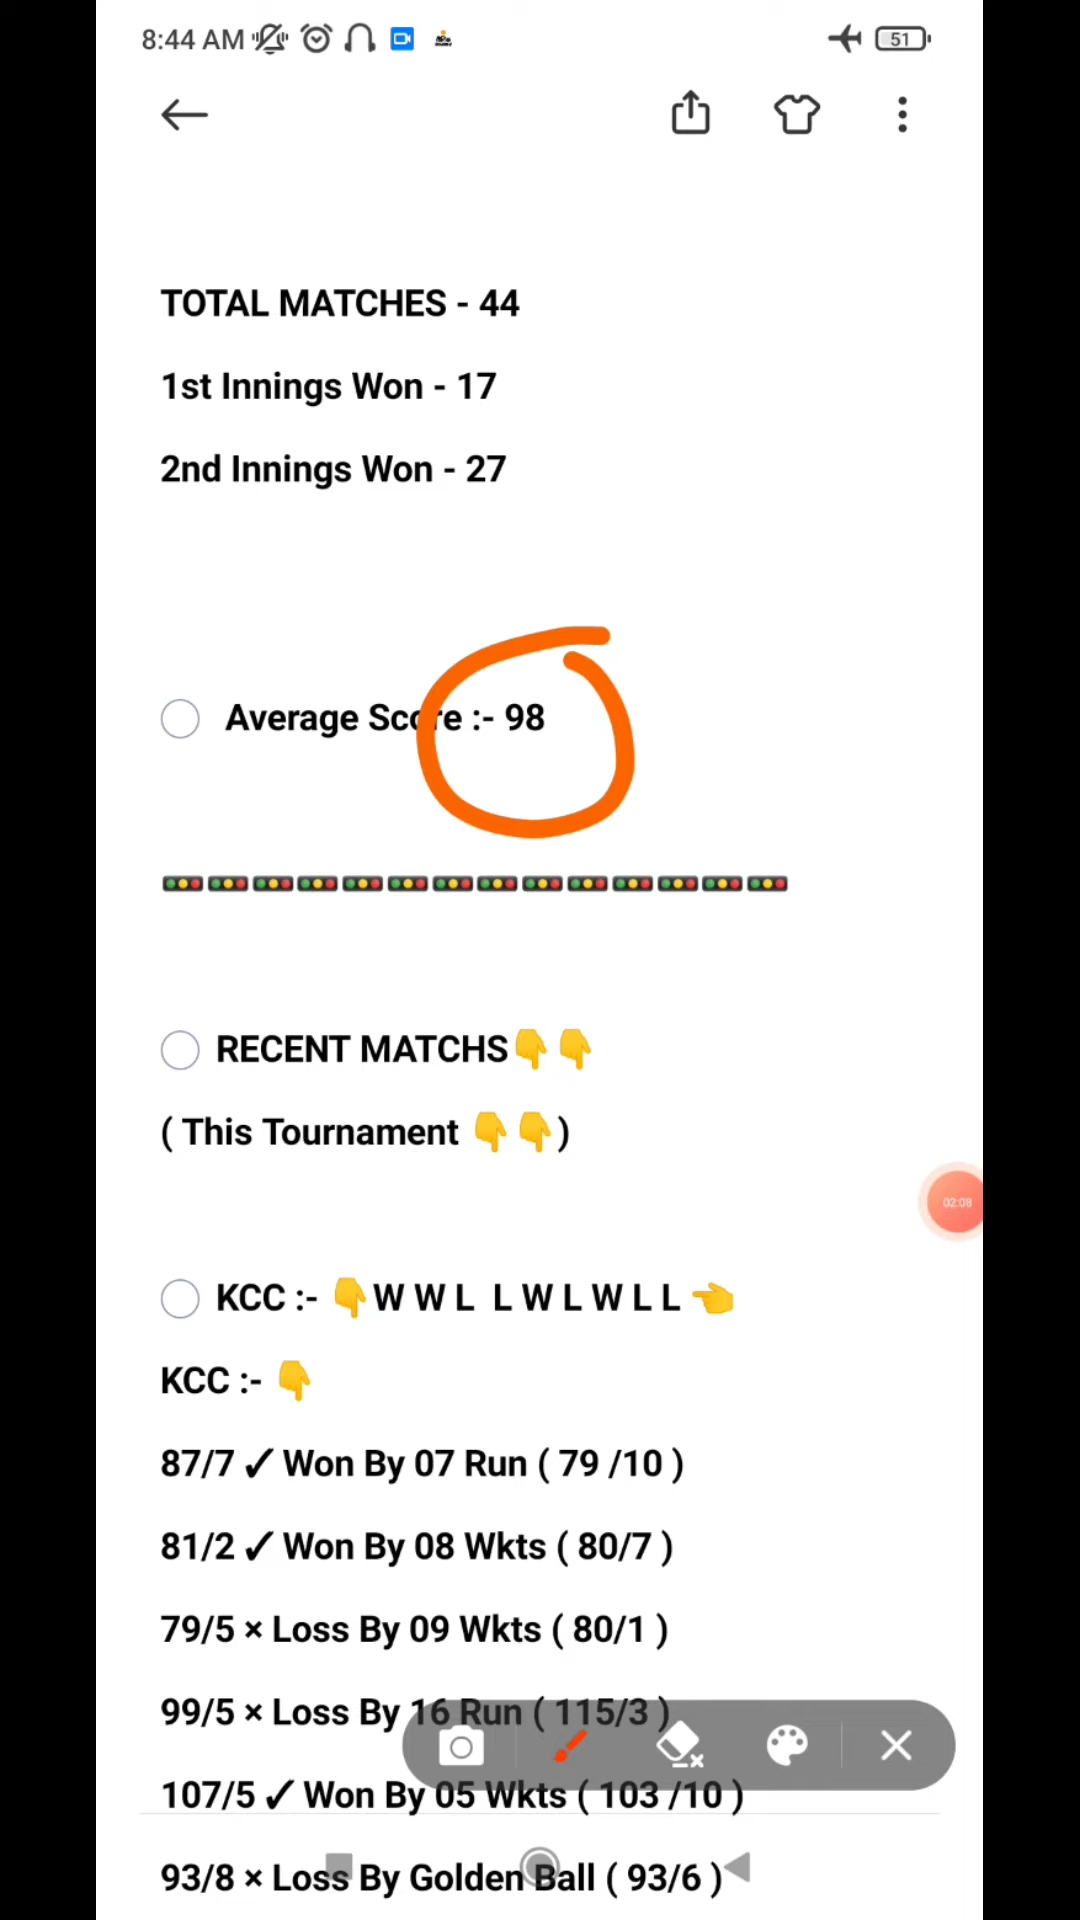 8:44 AM 51
TOTAL MATCHES - 44
1st Innings Won - 17
2nd Innings Won - 27
Average Score :- 98
🚥🚥🚥🚥🚥🚥🚥🚥🚥🚥🚥🚥🚥🚥
RECENT MATCHS👇👇
( This Tournament 👇👇)
02:08
KCC :- 👇W W L L W L W L L 👈
KCC :- 👇
87/7 ✓ Won By 07 Run ( 79 /10 )
81/2 ✓ Won By 08 Wkts ( 80/7 )
79/5 × Loss By 09 Wkts ( 80/1 )
99/5 × Loss By 16 Run ( 115/3 )
107/5 ✓ Won By 05 Wkts ( 103 /10 )
93/8 × Loss By Golden Ball ( 93/6 )